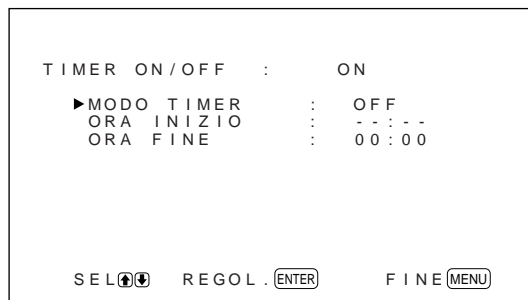 TIMER ON/OFF : ON
►MODO TIMER : OFF
ORA INIZIO : --:--
ORA FINE : 00:00
SEL REGOL. ENTER FINE MENU